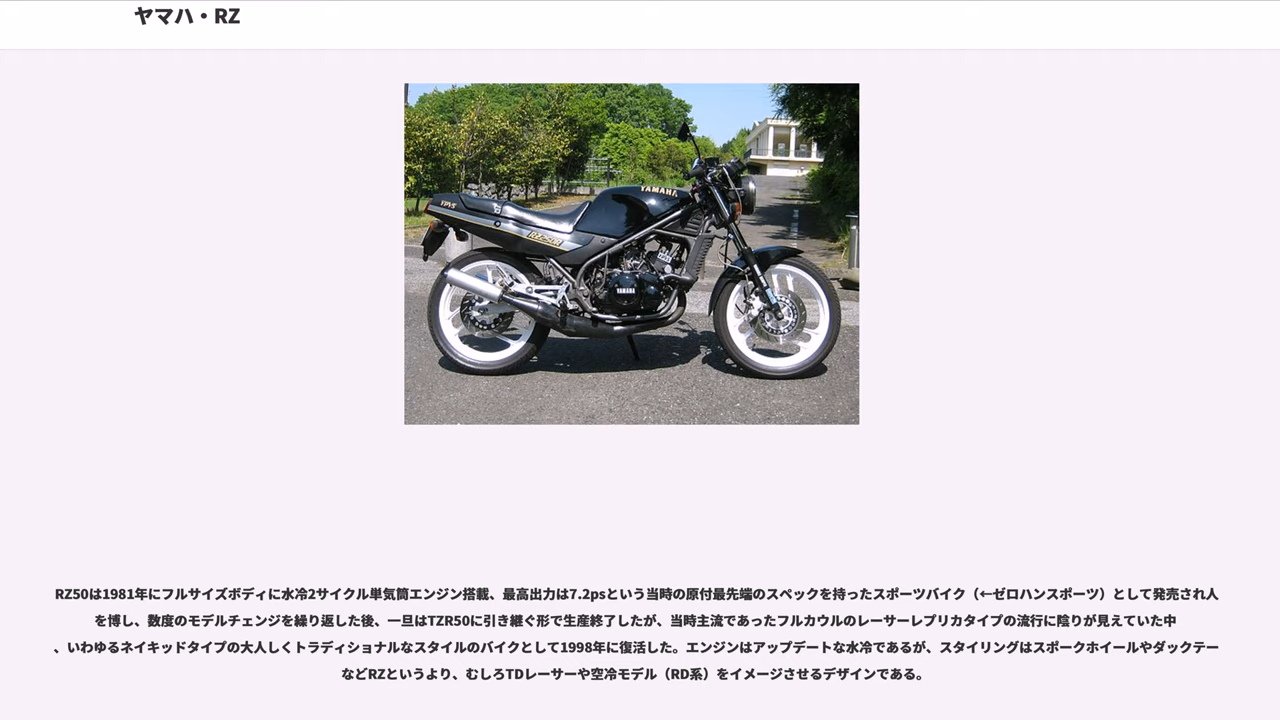 ヤマハ・RZ
YAMAHA
RZ250R
YPVS
YAMAHA
RZ50は1981年にフルサイズボディに水冷2サイクル単気筒エンジン搭載、最高出力は7.2psという当時の原付最先端のスペックを持ったスポーツバイク（←ゼロハンスポーツ）として発売され人
を博し、数度のモデルチェンジを繰り返した後、一旦はTZR50に引き継ぐ形で生産終了したが、当時主流であったフルカウルのレーサーレプリカタイプの流行に陰りが見えていた中
、いわゆるネイキッドタイプの大人しくトラディショナルなスタイルのバイクとして1998年に復活した。エンジンはアップデートな水冷であるが、スタイリングはスポークホイールやダックテー
などRZというより、むしろTDレーサーや空冷モデル（RD系）をイメージさせるデザインである。